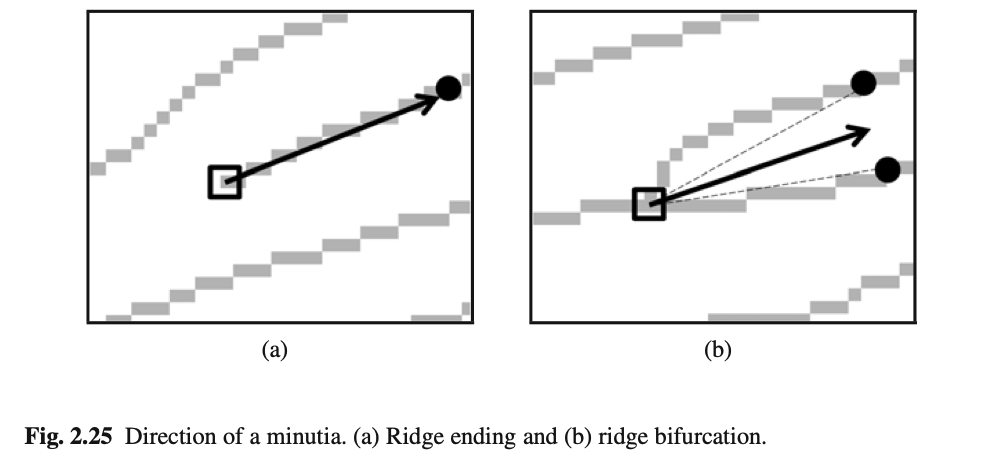 (a)
(b)
Fig. 2.25 Direction of a minutia. (a) Ridge ending and (b) ridge bifurcation.